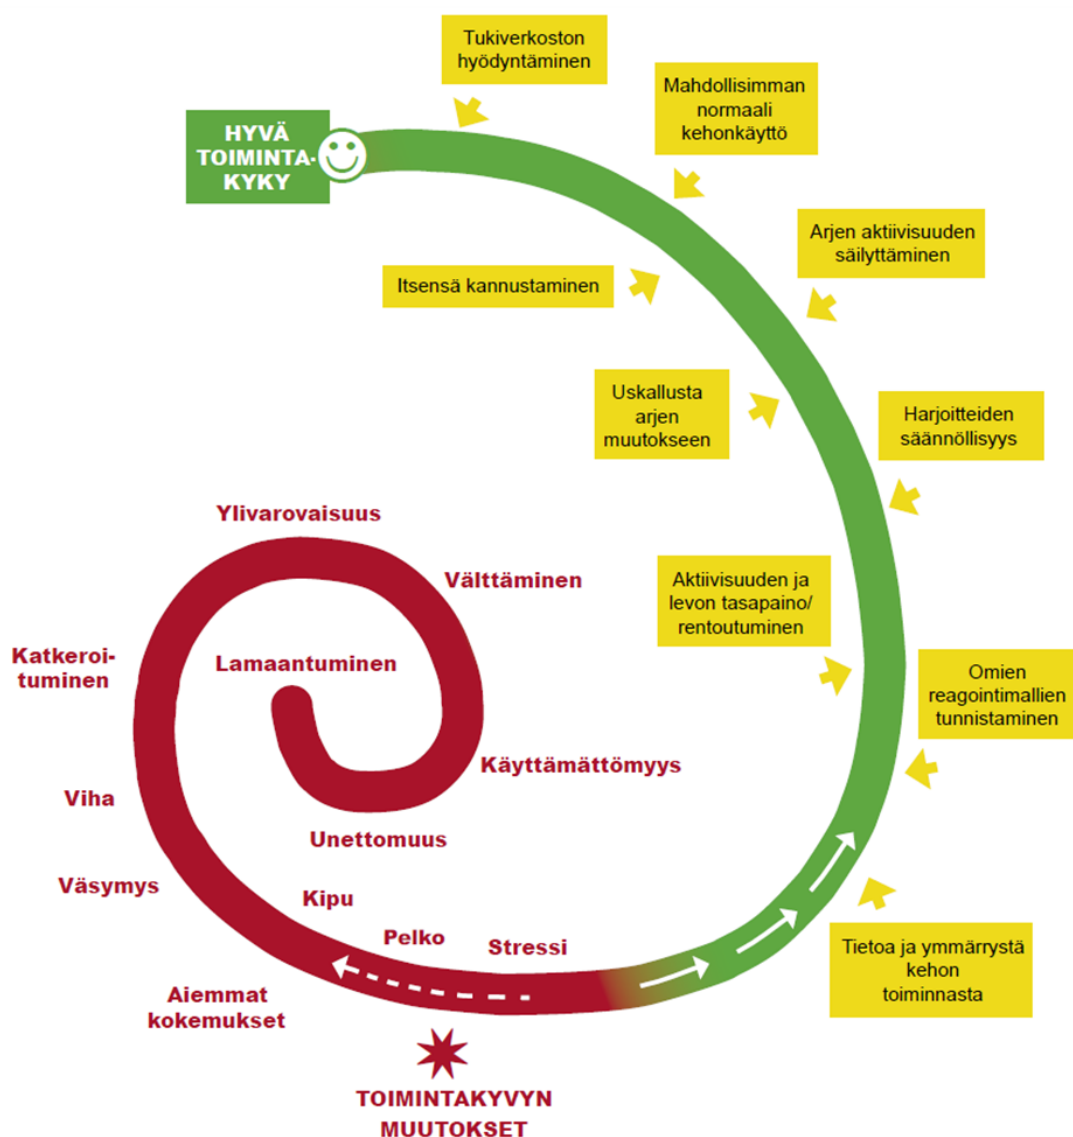 Tukiverkoston
hyödyntäminen
Mahdollisimman
normaali
kehonkäyttö
HYVÄ
TOIMINTA-
KYKY
Arjen aktiivisuuden
säilyttäminen
Itsensä kannustaminen
Uskallusta
arjen
muutokseen
Harjoitteiden
säännöllisyys
Ylivarovaisuus
Välttäminen
Aktiivisuuden ja
levon tasapaino/
rentoutuminen
Katkeroi-
tuminen
Lamaantuminen
Omien
reagointimallien
tunnistaminen
Käyttämättömyys
Viha
Unettomuus
Väsymys
Kipu
Pelko
Stressi
Tietoa ja ymmärrystä
kehon
toiminnasta
Aiemmat
kokemukset
TOIMINTAKYVYN
MUUTOKSET